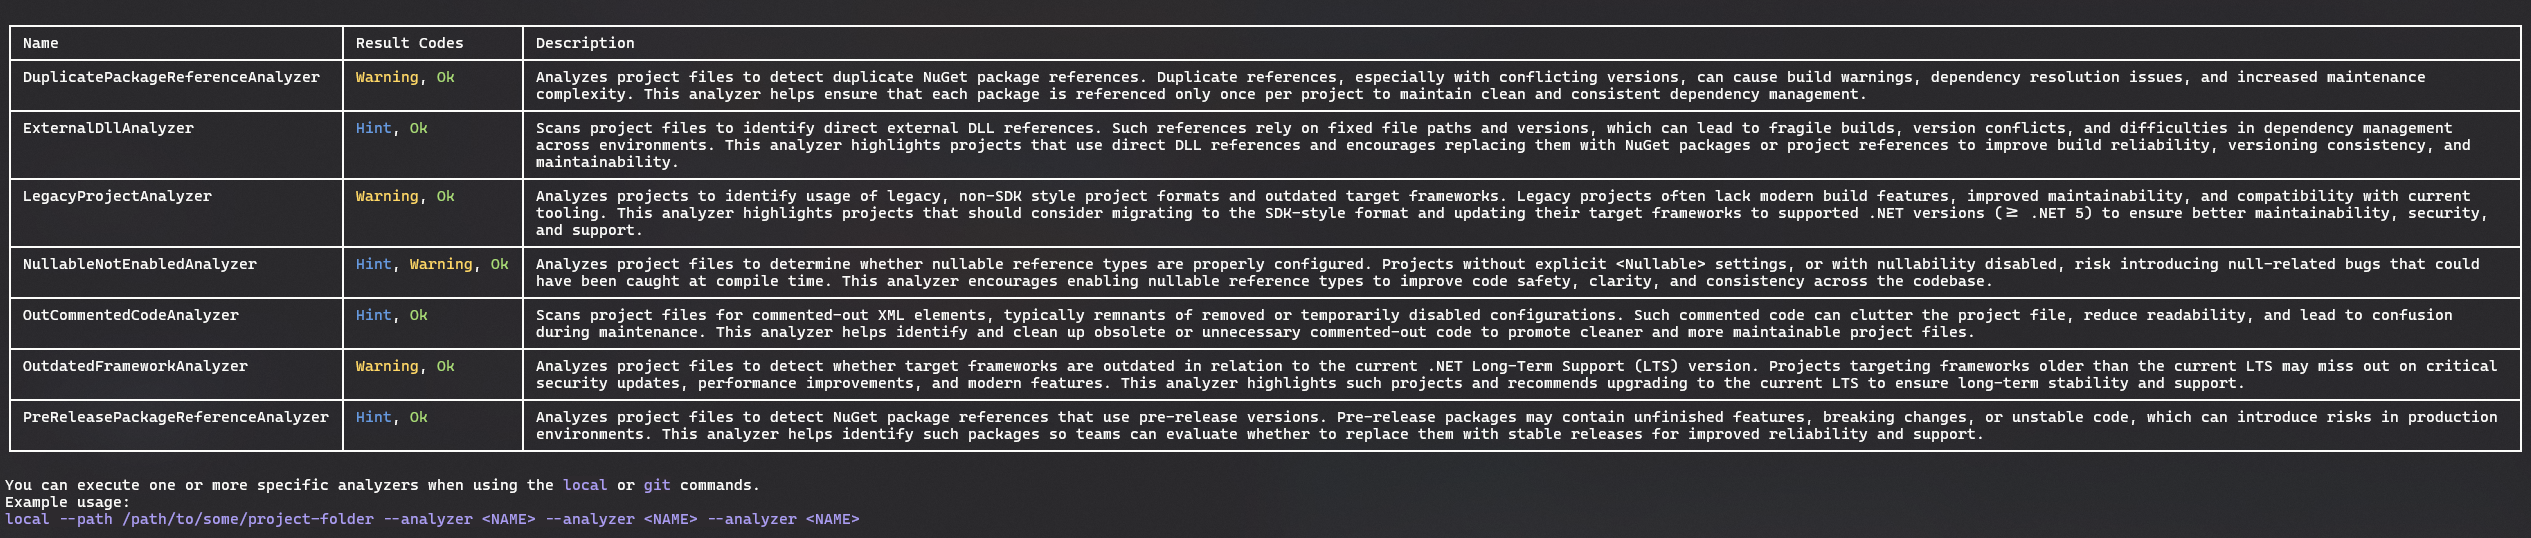 Name Result Codes Description
DuplicatePackageReferenceAnalyzer Warning, Ok Analyzes project files to detect duplicate NuGet package references. Duplicate references, especially with conflicting versions, can cause build warnings, dependency resolution issues, and increased maintenance
complexity. This analyzer helps ensure that each package is referenced only once per project to maintain clean and consistent dependency management.
ExternalDllAnalyzer Hint, Ok Scans project files to identify direct external DLL references. Such references rely on fixed file paths and versions, which can lead to fragile builds, version conflicts, and difficulties in dependency management
across environments. This analyzer highlights projects that use direct DLL references and encourages replacing them with NuGet packages or project references to improve build reliability, versioning consistency, and
maintainability.
LegacyProjectAnalyzer Warning, Ok Analyzes projects to identify usage of legacy, non-SDK style project formats and outdated target frameworks. Legacy projects often lack modern build features, improved maintainability, and compatibility with current
tooling. This analyzer highlights projects that should consider migrating to the SDK-style format and updating their target frameworks to supported .NET versions (≥ .NET 5) to ensure better maintainability, security,
and support.
NullableNotEnabledAnalyzer Hint, Warning, Ok Analyzes project files to determine whether nullable reference types are properly configured. Projects without explicit <Nullable> settings, or with nullability disabled, risk introducing null-related bugs that could
have been caught at compile time. This analyzer encourages enabling nullable reference types to improve code safety, clarity, and consistency across the codebase.
OutCommentedCodeAnalyzer Hint, Ok Scans project files for commented-out XML elements, typically remnants of removed or temporarily disabled configurations. Such commented code can clutter the project file, reduce readability, and lead to confusion
during maintenance. This analyzer helps identify and clean up obsolete or unnecessary commented-out code to promote cleaner and more maintainable project files.
OutdatedFrameworkAnalyzer Warning, Ok Analyzes project files to detect whether target frameworks are outdated in relation to the current .NET Long-Term Support (LTS) version. Projects targeting frameworks older than the current LTS may miss out on critical
security updates, performance improvements, and modern features. This analyzer highlights such projects and recommends upgrading to the current LTS to ensure long-term stability and support.
PreReleasePackageReferenceAnalyzer Hint, Ok Analyzes project files to detect NuGet package references that use pre-release versions. Pre-release packages may contain unfinished features, breaking changes, or unstable code, which can introduce risks in production
environments. This analyzer helps identify such packages so teams can evaluate whether to replace them with stable releases for improved reliability and support.
You can execute one or more specific analyzers when using the local or git commands.
Example usage:
local --path /path/to/some/project-folder --analyzer <NAME> --analyzer <NAME> --analyzer <NAME>